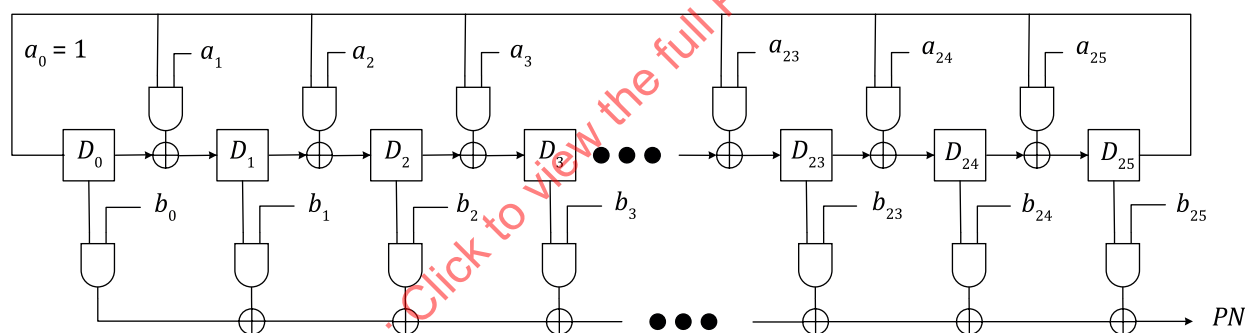 a₀ = 1
a₁
a₂
a₃
a₂₃
a₂₄
a₂₅
D₀
D₁
D₂
D₃
D₂₃
D₂₄
D₂₅
b₀
b₁
b₂
b₃
b₂₃
b₂₄
b₂₅
PN
Click to view the full